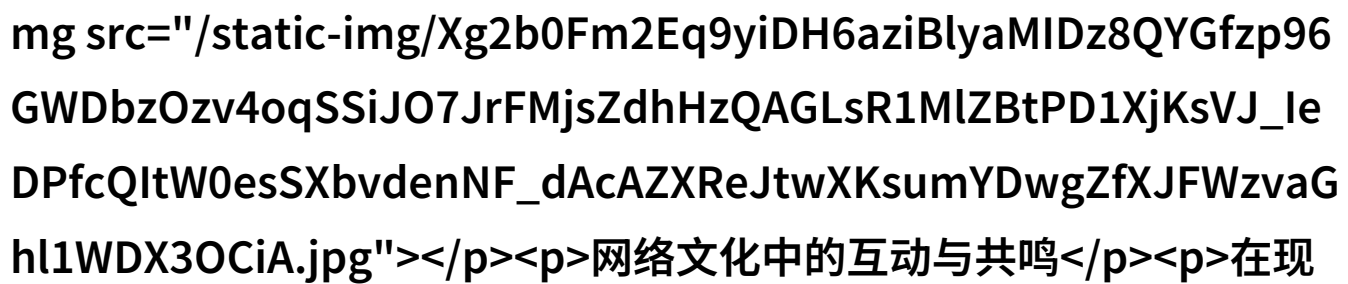 mg src="/static-img/Xg2b0Fm2Eq9yiDH6aziBlyaMIDz8QYGfzp96
GWDbzOzv4oqSSiJO7JrFMjsZdhHzQAGLsR1MlZBtPD1XjKsVJ_Ie
DPfcQItW0esSXbvdenNF_dAcAZXReJtwXKsumYDwgZfXJFWzvaG
hl1WDX3OCiA.jpg"></p><p>网络文化中的互动与共鸣</p><p>在现